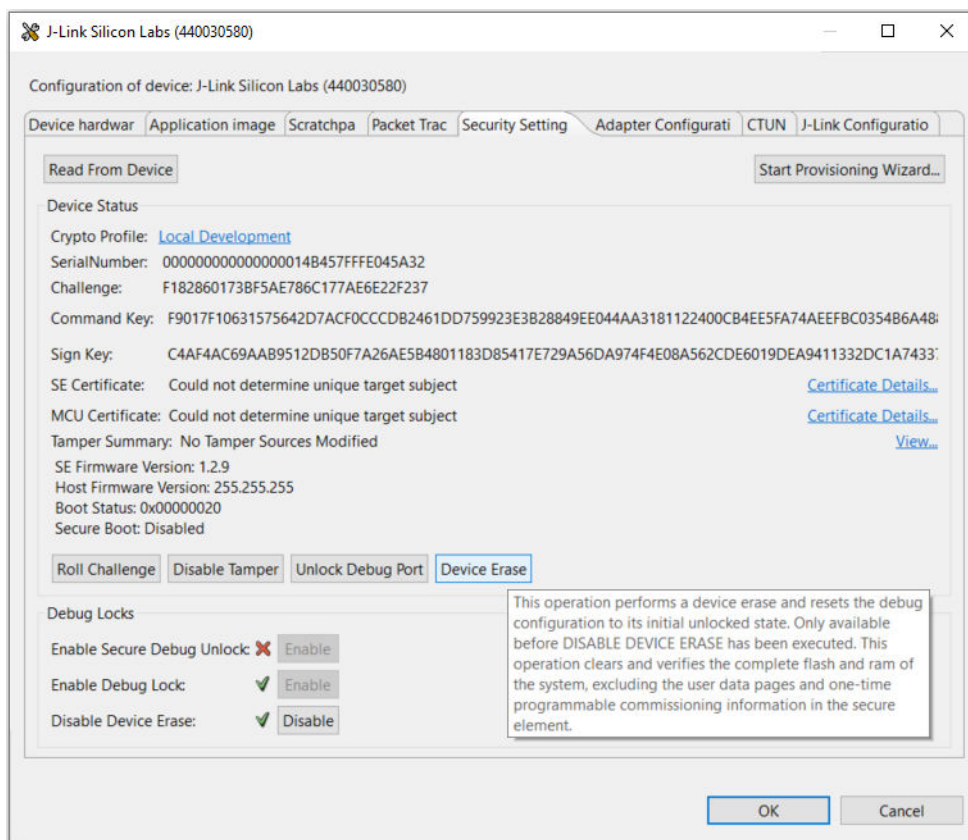 J-Link Silicon Labs (440030580)
Configuration of device: J-Link Silicon Labs (440030580)
Device hardwar Application image Scratchpa Packet Trac Security Setting Adapter Configurati CTUN J-Link Configuratio
Read From Device Start Provisioning Wizard...
Device Status
Crypto Profile: Local Development
SerialNumber: 000000000000000014B457FFFE045A32
Challenge: F182860173BF5AE786C177AE6E22F237
Command Key: F9017F10631575642D7ACF0CCCDB2461DD759923E3B28849EE044AA3181122400CB4EE5FA74AEEFBC0354B6A48
Sign Key: C4AF4AC69AAB9512DB50F7A26AE5B4801183D85417E729A56DA974F4E08A562CDE6019DEA9411332DC1A7433
SE Certificate: Could not determine unique target subject Certificate Details...
MCU Certificate: Could not determine unique target subject Certificate Details...
Tamper Summary: No Tamper Sources Modified View...
SE Firmware Version: 1.2.9
Host Firmware Version: 255.255.255
Boot Status: 0x00000020
Secure Boot: Disabled
Roll Challenge Disable Tamper Unlock Debug Port Device Erase
This operation performs a device erase and resets the debug
configuration to its initial unlocked state. Only available
before DISABLE DEVICE ERASE has been executed. This
operation clears and verifies the complete flash and ram of
the system, excluding the user data pages and one-time
programmable commissioning information in the secure
element.
Debug Locks
Enable Secure Debug Unlock: Enable
Enable Debug Lock: Enable
Disable Device Erase: Disable
OK Cancel